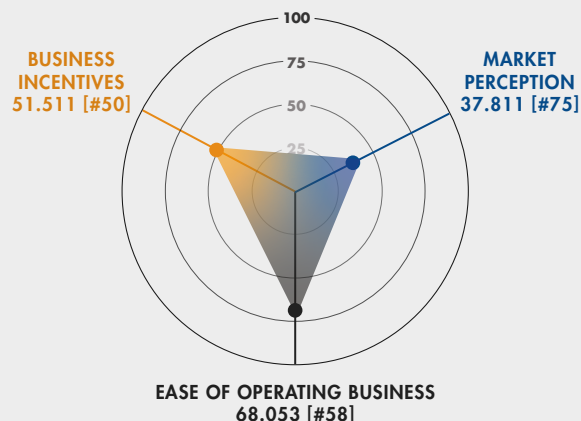 100
75
50
25
BUSINESS
INCENTIVES
51.511 [#50]
MARKET
PERCEPTION
37.811 [#75]
EASE OF OPERATING BUSINESS
68.053 [#58]